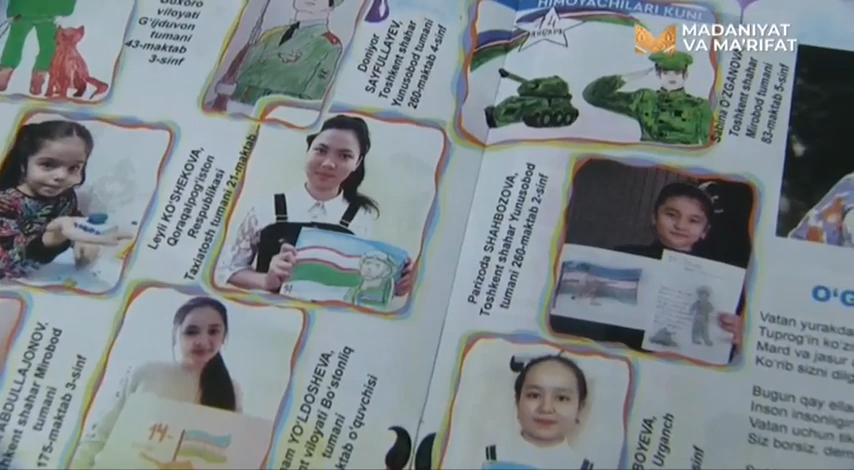 MADANIYAT
VA MA'RIFAT
viloyati
G'ijduvon
tumani
43-maktab
3-sinf
Doniyor
SAYFULLAYEV,
Toshkent shahar
Yunusobod tumani
260-maktab 4-sinf
HIMOYACHILARI KUNI
Sabina O'ZGANOVA
Toshkent shahar
Mirobod tumani
83-maktab 5-sinf
Leyli KO'SHEKOVA,
Qoraqalpog'iston
Respublikasi
Taxiatosh tumani 21-maktab
Parizoda SHAHBOZOVA,
Toshkent shahar Yunusobod
tumani 260-maktab 2-sinf
ABDULLAJONOV,
shahar Mirobod
tumani
175-maktab 3-sinf
14-
YO'LDOSHEVA,
viloyati Bo'stonliq
tumani
maktab o'quvchisi
BOYEVA,
Urganch
O'G
Vatan yurakda
Tuprog'in ko'z
Mard va jasur
Ko'rib sizni
Bugun qay
Inson insonligin
Vatan uchun
Siz borsiz,